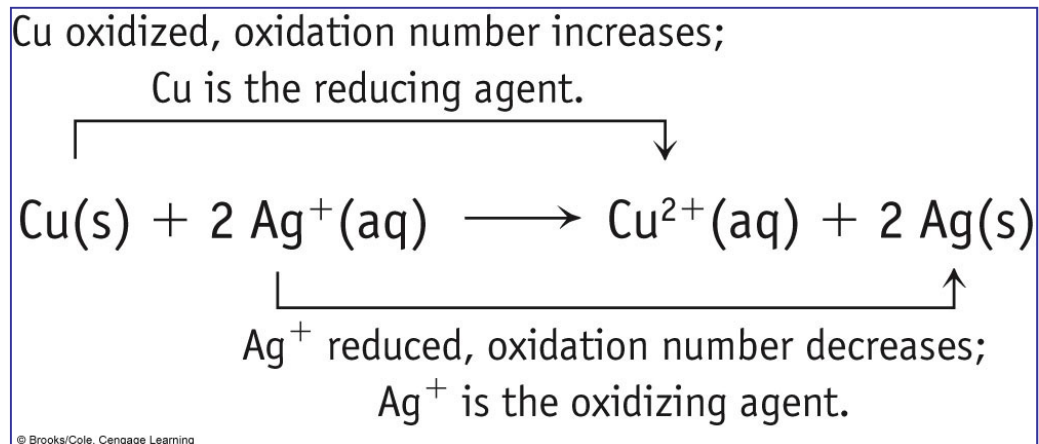 Cu oxidized, oxidation number increases;
Cu is the reducing agent.
Cu(s) + 2 Ag⁺(aq) ⟶ Cu²⁺(aq) + 2 Ag(s)
Ag⁺ reduced, oxidation number decreases;
Ag⁺ is the oxidizing agent.
© Brooks/Cole, Cengage Learning